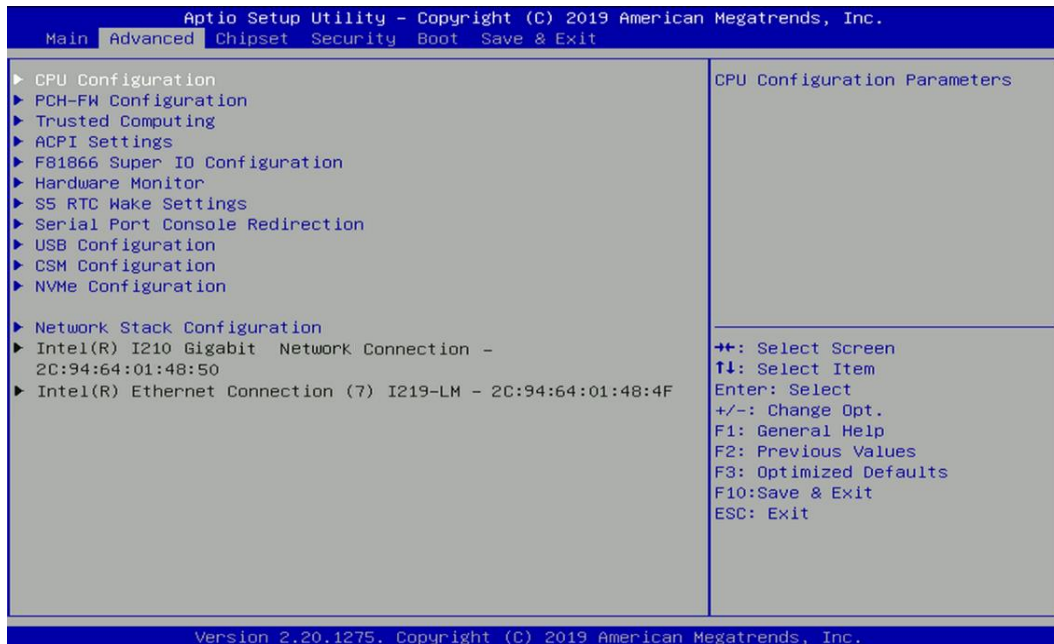 Aptio Setup Utility – Copyright (C) 2019 American Megatrends, Inc.
Main Advanced Chipset Security Boot Save & Exit
▶ CPU Configuration
▶ PCH-FW Configuration
▶ Trusted Computing
▶ ACPI Settings
▶ F81866 Super IO Configuration
▶ Hardware Monitor
▶ S5 RTC Wake Settings
▶ Serial Port Console Redirection
▶ USB Configuration
▶ CSM Configuration
▶ NVMe Configuration
▶ Network Stack Configuration
▶ Intel(R) I210 Gigabit  Network Connection –
2C:94:64:01:48:50
▶ Intel(R) Ethernet Connection (7) I219-LM – 2C:94:64:01:48:4F
CPU Configuration Parameters
→←: Select Screen
↑↓: Select Item
Enter: Select
+/-: Change Opt.
F1: General Help
F2: Previous Values
F3: Optimized Defaults
F10:Save & Exit
ESC: Exit
Version 2.20.1275. Copyright (C) 2019 American Megatrends, Inc.